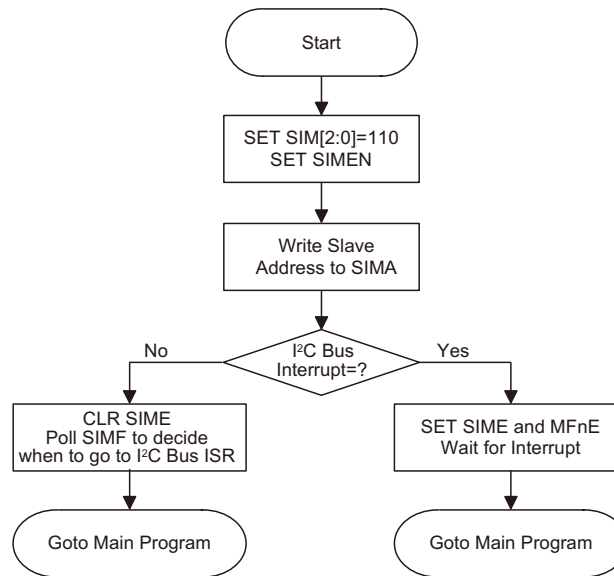 Start
SET SIM[2:0]=110
SET SIMEN
Write Slave
Address to SIMA
I²C Bus
Interrupt=?
No
Yes
CLR SIME
Poll SIMF to decide
when to go to I²C Bus ISR
SET SIME and MFnE
Wait for Interrupt
Goto Main Program
Goto Main Program